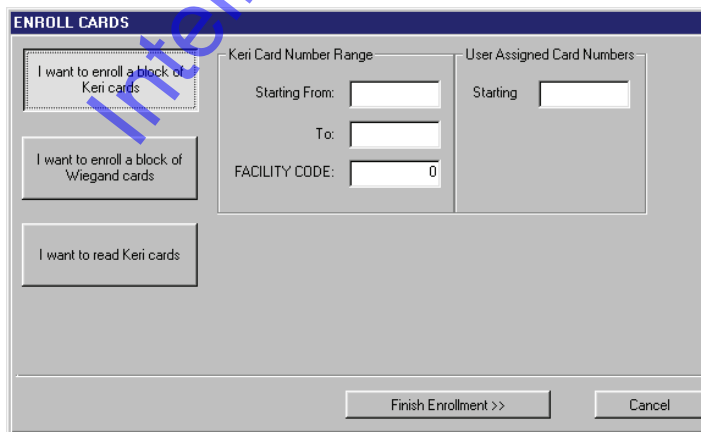 ENROLL CARDS
I want to enroll a block of
Keri cards
I want to enroll a block of
Wiegand cards
I want to read Keri cards
Keri Card Number Range
Starting From:
To:
FACILITY CODE: 0
User Assigned Card Numbers
Starting
Finish Enrollment >>
Cancel